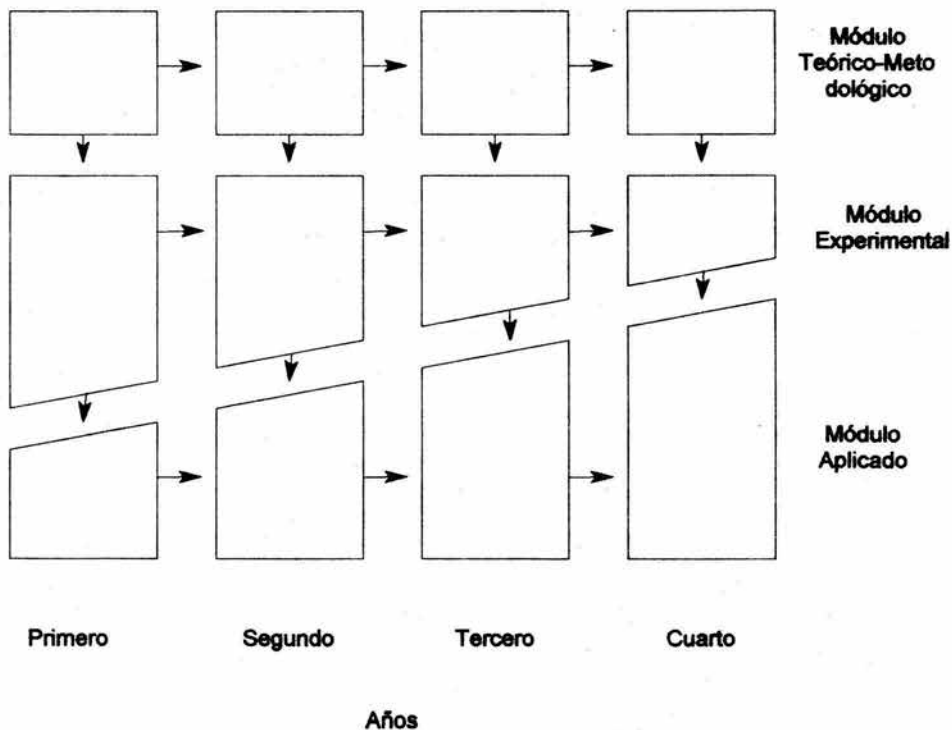 Módulo
Teórico-Meto
dológico
Módulo
Experimental
Módulo
Aplicado
Primero
Segundo
Tercero
Cuarto
Años